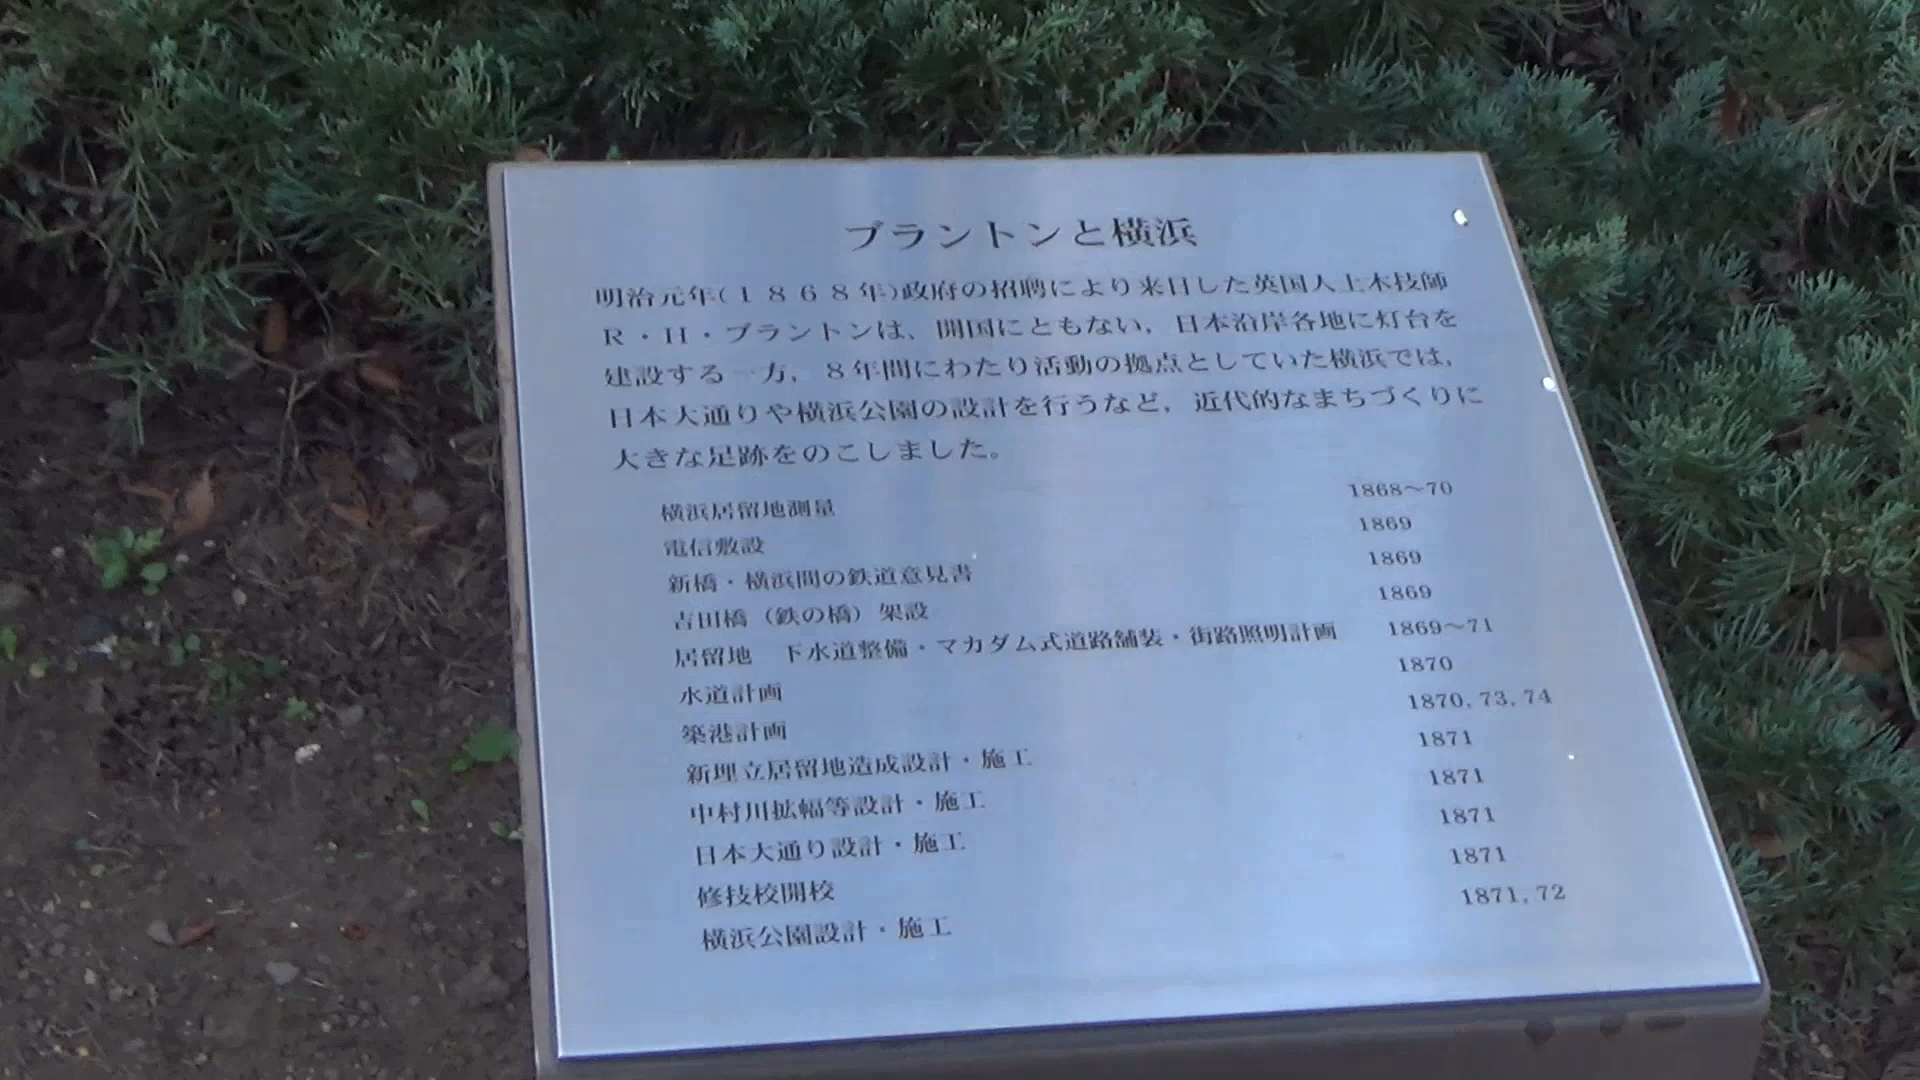 ブラントンと横浜
明治元年(1868年)政府の招聘により来日した英国人土木技師
R・H・ブラントンは、開国にともない，日本沿岸各地に灯台を
建設する一方，8年間にわたり活動の拠点としていた横浜では，
日本大通りや横浜公園の設計を行うなど，近代的なまちづくりに
大きな足跡をのこしました。
横浜居留地測量 1868～70
電信敷設 1869
新橋・横浜間の鉄道意見書 1869
吉田橋（鉄の橋）架設 1869
居留地　下水道整備・マカダム式道路舗装・街路照明計画 1869～71
水道計画 1870
築港計画 1870, 73, 74
新埋立居留地造成設計・施工 1871
中村川拡幅等設計・施工 1871
日本大通り設計・施工 1871
修技校開校 1871
横浜公園設計・施工 1871, 72